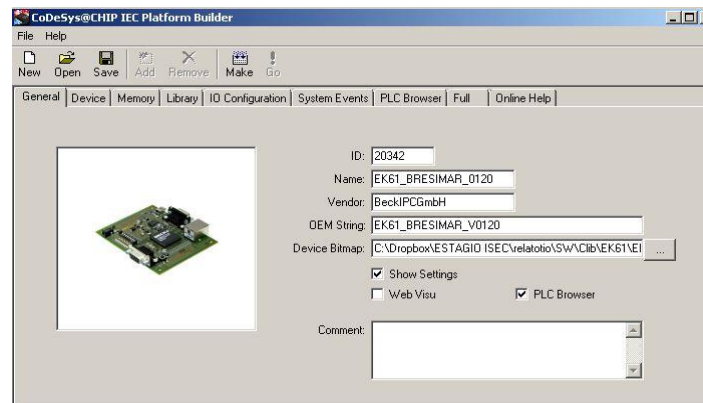 CoDeSys@CHIP IEC Platform Builder
File Help
New Open Save Add Remove Make Go
General Device Memory Library IO Configuration System Events PLC Browser Full Online Help
ID: 20342
Name: EK61_BRESIMAR_0120
Vendor: BeckIPCGmbH
OEM String: EK61_BRESIMAR_V0120
Device Bitmap: C:\Dropbox\ESTAGIO ISEC\relatotio\SW\Clib\EK61\El ...
Show Settings
Web Visu PLC Browser
Comment: